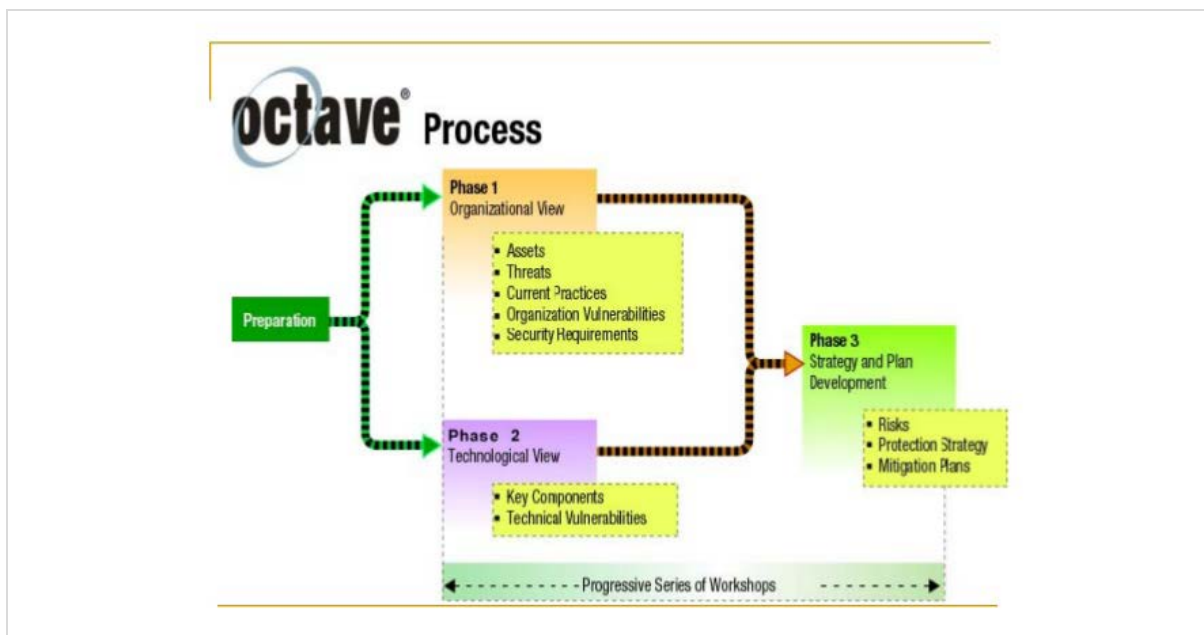 octave® Process
Phase 1
Organizational View
▪ Assets
▪ Threats
▪ Current Practices
▪ Organization Vulnerabilities
▪ Security Requirements
Preparation
Phase 3
Strategy and Plan
Development
▪ Risks
▪ Protection Strategy
▪ Mitigation Plans
Phase 2
Technological View
▪ Key Components
▪ Technical Vulnerabilities
Progressive Series of Workshops